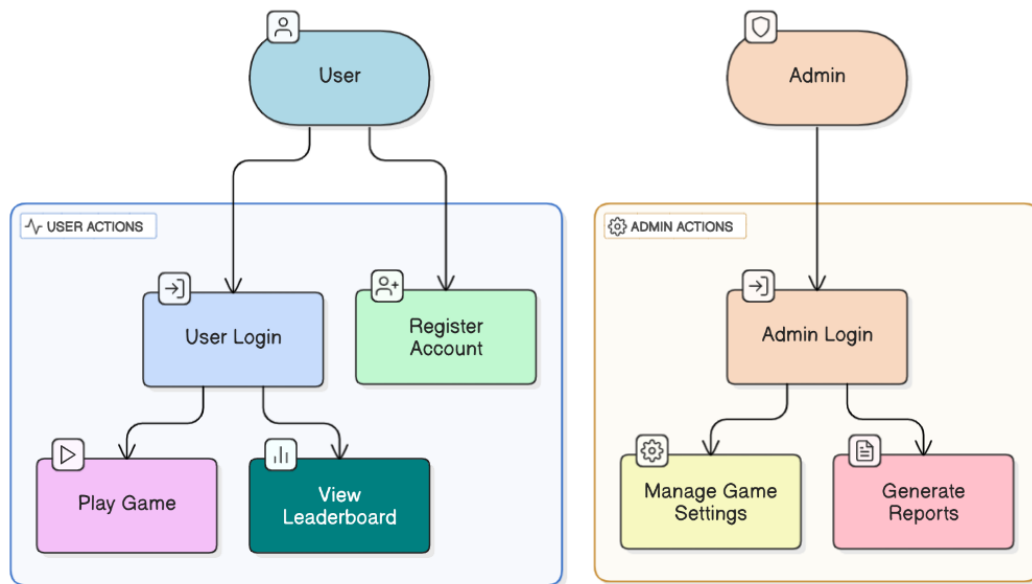 User
Admin
USER ACTIONS
ADMIN ACTIONS
User Login
Register
Account
Admin Login
Play Game
View
Leaderboard
Manage Game
Settings
Generate
Reports